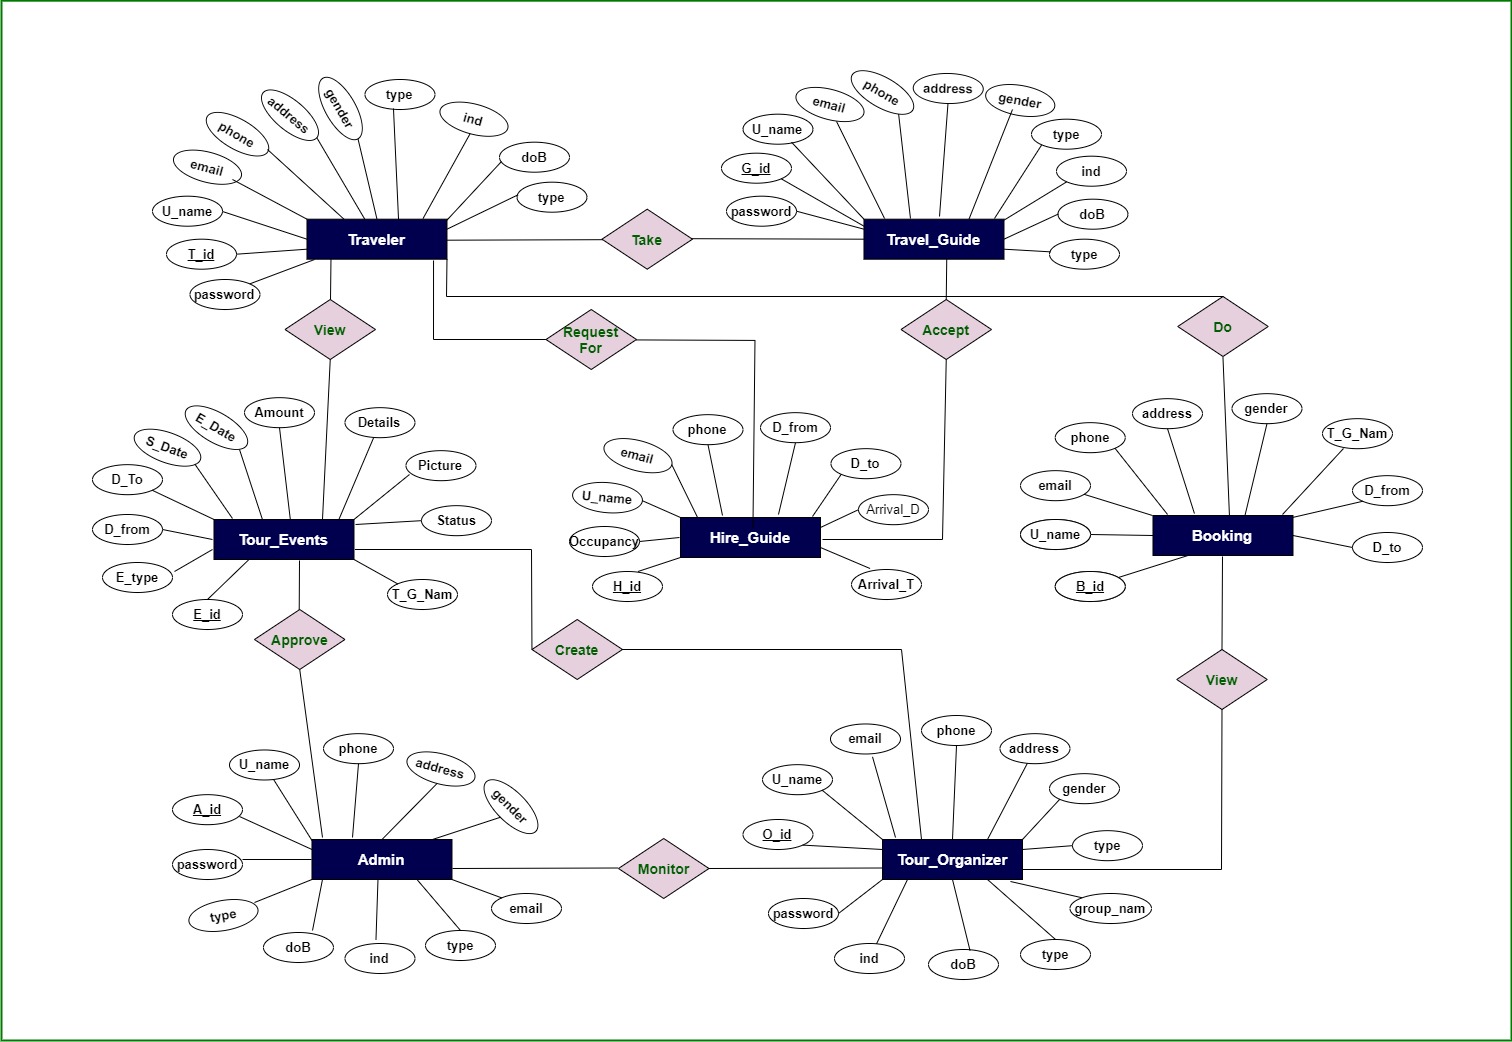 type
gender
ind
address
phone
doB
email
type
U_name
T_id
password
Traveler
Take
email
phone
address
gender
U_name
type
G_id
ind
password
doB
type
Travel_Guide
View
Request
For
Accept
Do
E_Date
Amount
Details
S_Date
Picture
D_To
Status
D_from
E_type
T_G_Nam
E_id
Tour_Events
email
phone
D_from
D_to
U_name
Arrival_D
Occupancy
Arrival_T
H_id
Hire_Guide
phone
address
gender
T_G_Nam
email
D_from
U_name
D_to
B_id
Booking
Approve
Create
View
U_name
phone
address
gender
A_id
password
Admin
type
doB
ind
type
email
Monitor
email
phone
address
U_name
gender
O_id
type
Tour_Organizer
password
group_nam
ind
doB
type